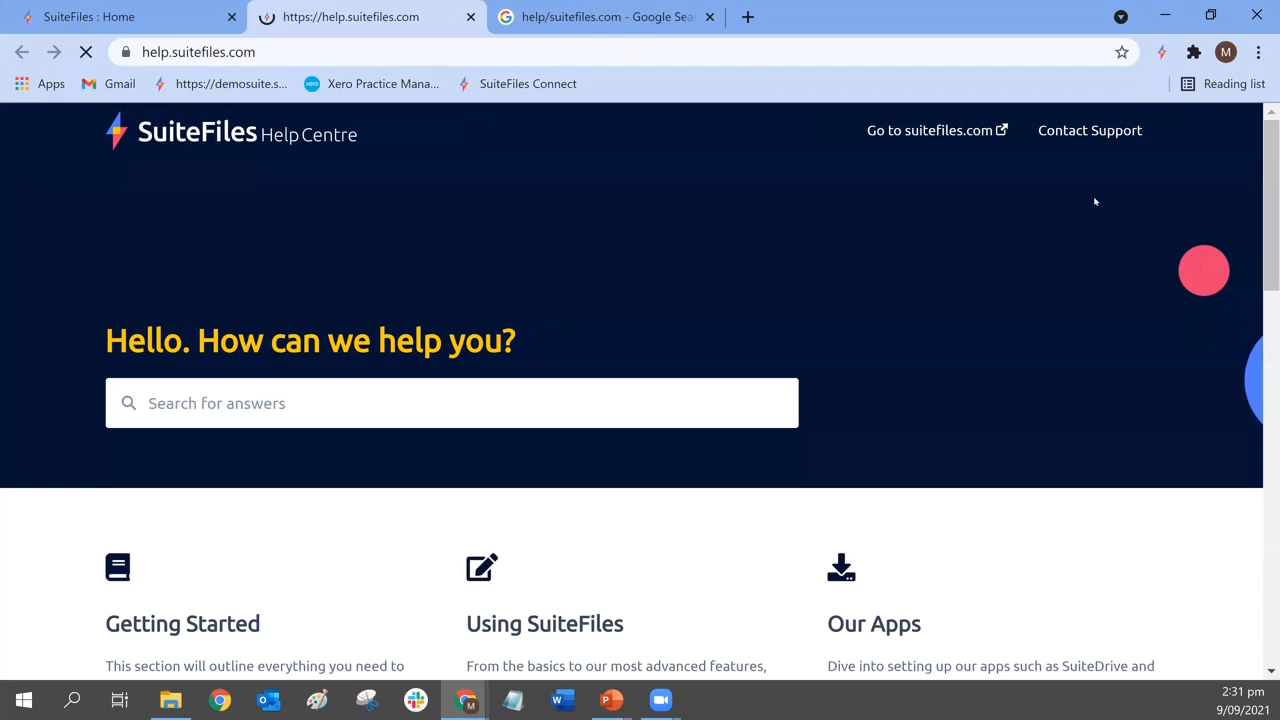 SuiteFiles : Home
https://help.suitefiles.com
help/suitefiles.com - Google Sea
help.suitefiles.com
M
Apps
Gmail
https://demosuite.s...
xero
Xero Practice Mana...
SuiteFiles Connect
Reading list
SuiteFiles Help Centre
Go to suitefiles.com
Contact Support
Hello. How can we help you?
Search for answers
Getting Started
Using SuiteFiles
Our Apps
This section will outline everything you need to
From the basics to our most advanced features,
Dive into setting up our apps such as SuiteDrive and
2:31 pm
9/09/2021